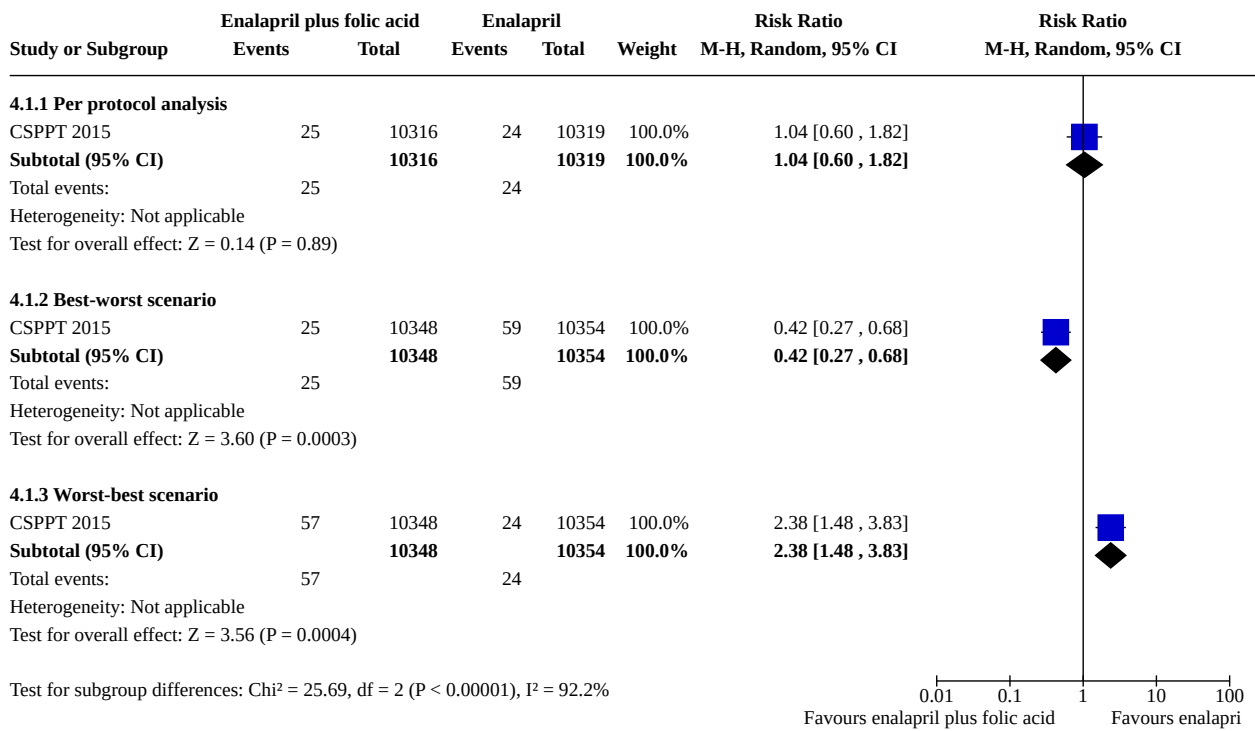 Enalapril plus folic acid Enalapril Risk Ratio Risk Ratio
Study or Subgroup Events Total Events Total Weight M-H, Random, 95% CI M-H, Random, 95% CI
4.1.1 Per protocol analysis
CSPPT 2015 25 10316 24 10319 100.0% 1.04 [0.60 , 1.82]
Subtotal (95% CI) 10316 10319 100.0% 1.04 [0.60 , 1.82]
Total events: 25 24
Heterogeneity: Not applicable
Test for overall effect: Z = 0.14 (P = 0.89)
4.1.2 Best-worst scenario
CSPPT 2015 25 10348 59 10354 100.0% 0.42 [0.27 , 0.68]
Subtotal (95% CI) 10348 10354 100.0% 0.42 [0.27 , 0.68]
Total events: 25 59
Heterogeneity: Not applicable
Test for overall effect: Z = 3.60 (P = 0.0003)
4.1.3 Worst-best scenario
CSPPT 2015 57 10348 24 10354 100.0% 2.38 [1.48 , 3.83]
Subtotal (95% CI) 10348 10354 100.0% 2.38 [1.48 , 3.83]
Total events: 57 24
Heterogeneity: Not applicable
Test for overall effect: Z = 3.56 (P = 0.0004)
Test for subgroup differences: Chi² = 25.69, df = 2 (P < 0.00001), I² = 92.2%
0.01 0.1 1 10 100
Favours enalapril plus folic acid Favours enalapri